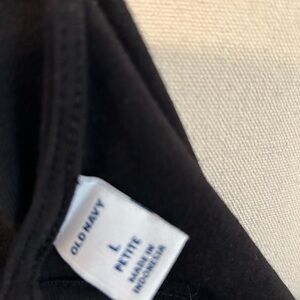 OLD NAVY
L
PETITE
MADE IN
INDONESIA